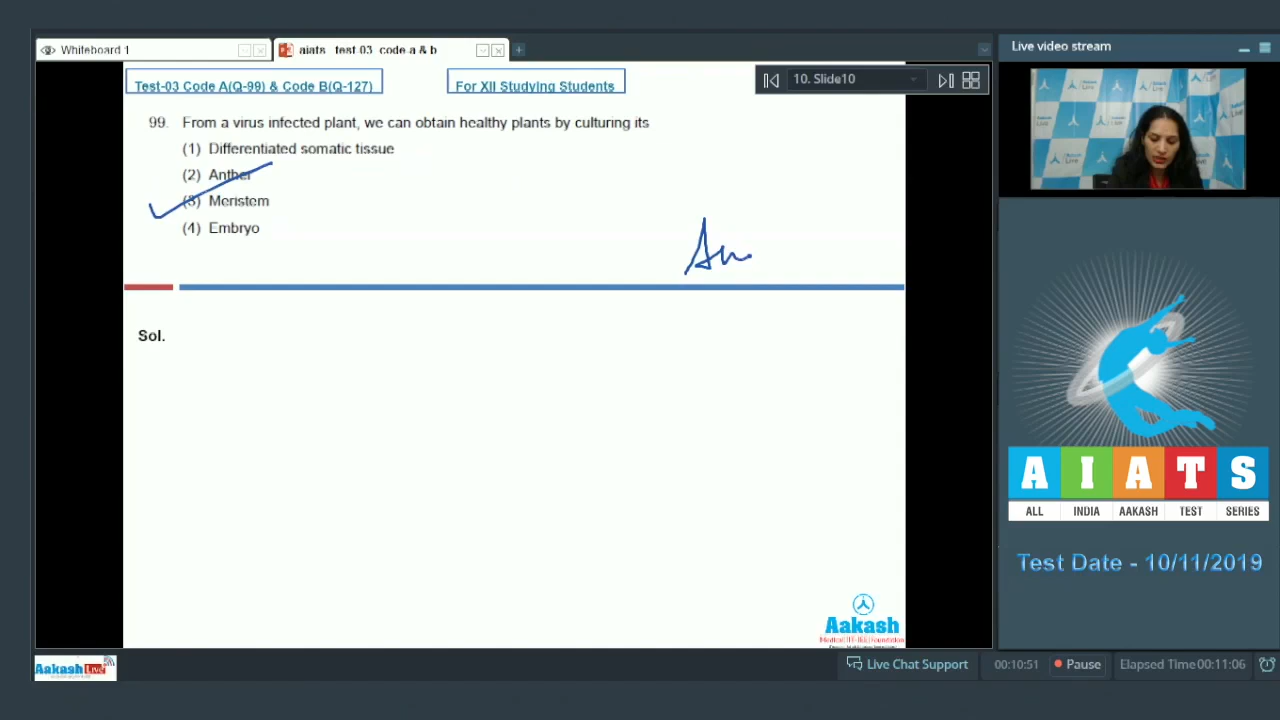 Whiteboard 1
aiats test 03 code a & b
Live video stream
Test-03 Code A(Q-99) & Code B(Q-127)
For XII Studying Students
10. Slide10
99. From a virus infected plant, we can obtain healthy plants by culturing its
(1) Differentiated somatic tissue
(2) Anther
(3) Meristem
(4) Embryo
Sol.
AIATS
ALL INDIA AAKASH TEST SERIES
Test Date - 10/11/2019
Aakash
Aakash Live
Live Chat Support
00:10:51
Pause
Elapsed Time 00:11:06